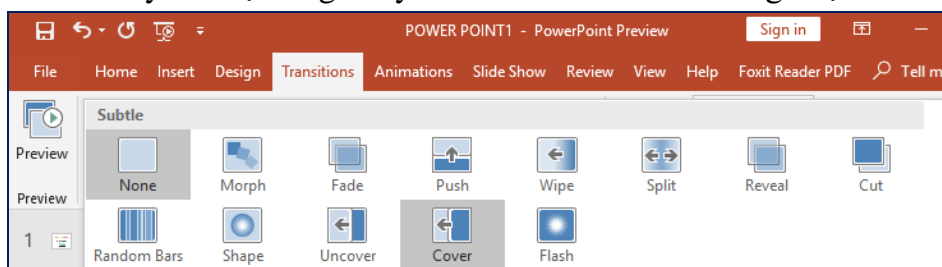 POWER POINT1 - PowerPoint Preview Sign in
File Home Insert Design Transitions Animations Slide Show Review View Help Foxit Reader PDF Tell m
Subtle
Preview
None Morph Fade Push Wipe Split Reveal Cut
Preview
1
Random Bars Shape Uncover Cover Flash